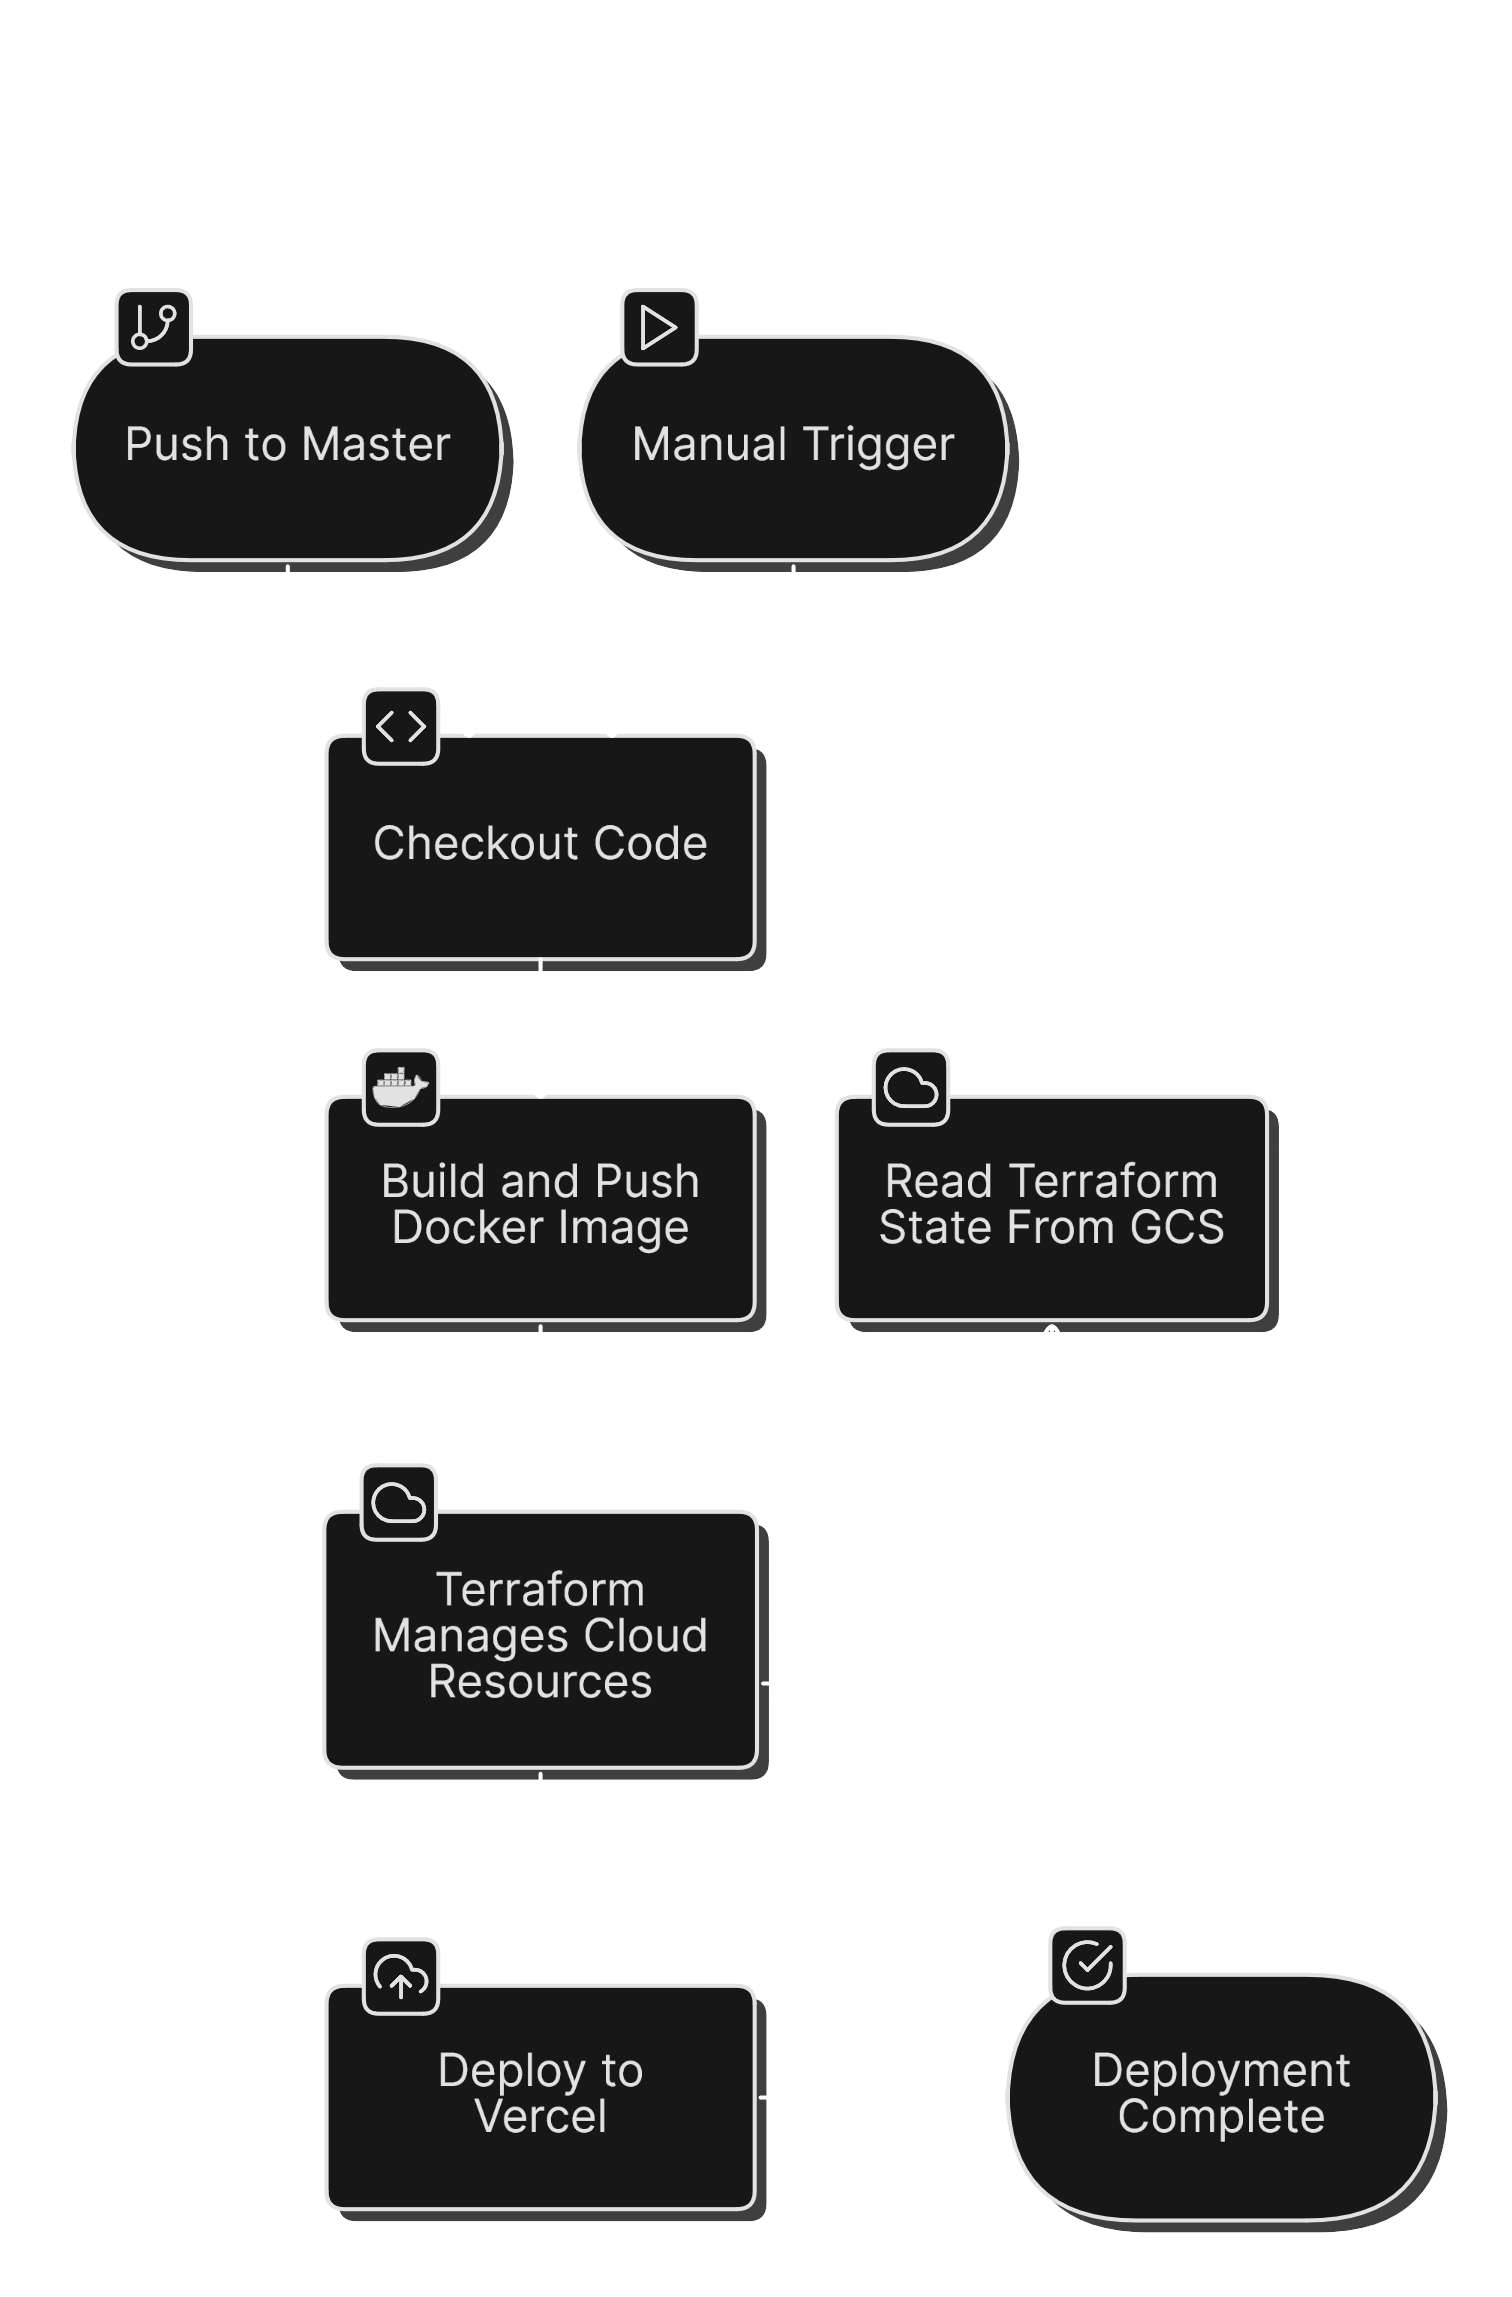 Push to Master
Manual Trigger
Checkout Code
Build and Push
Docker Image
Read Terraform
State From GCS
Terraform
Manages Cloud
Resources
Deploy to
Vercel
Deployment
Complete